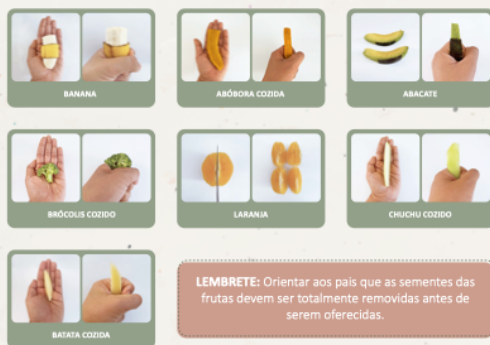 BANANA
ABÓBORA COZIDA
ABACATE
BRÓCOLIS COZIDO
LARANJA
CHUCHU COZIDO
BATATA COZIDA
LEMBRETE: Orientar aos pais que as sementes das
frutas devem ser totalmente removidas antes de
serem oferecidas.